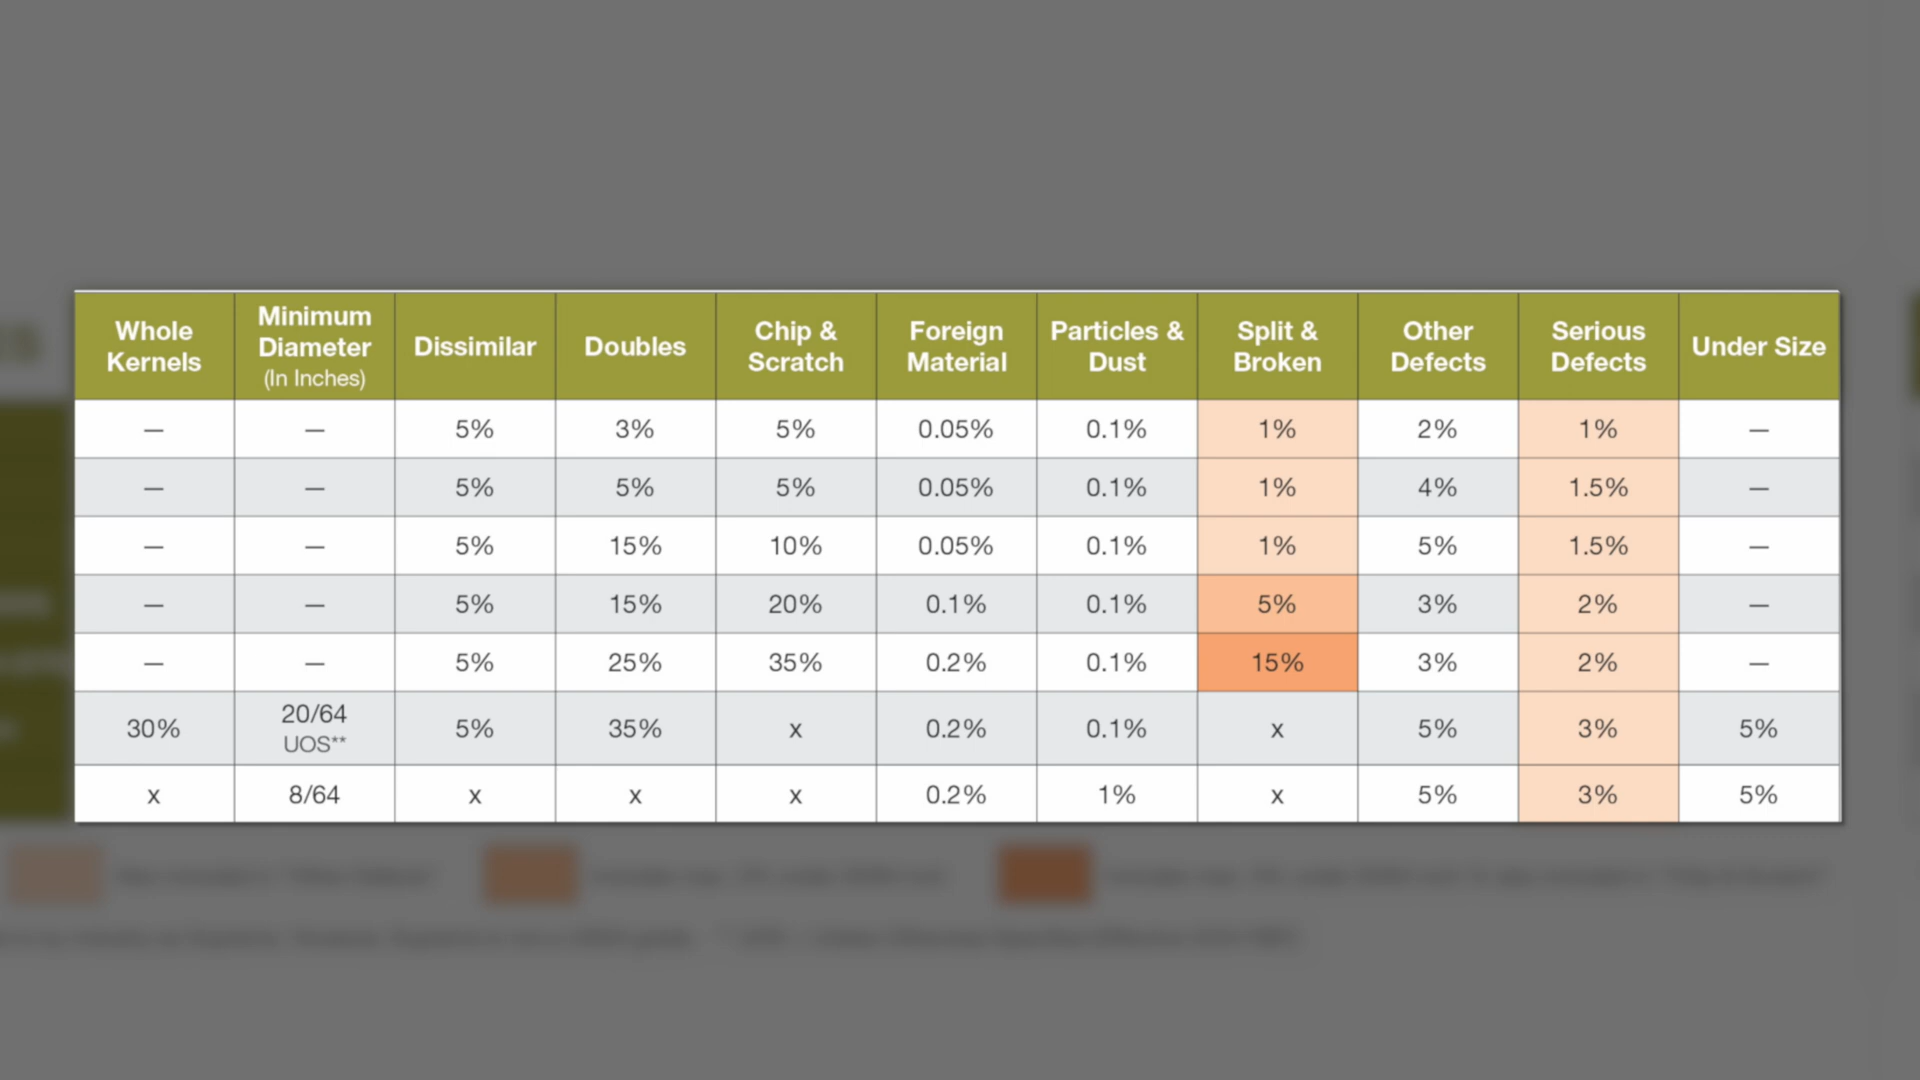 Whole Kernels | Minimum Diameter (In Inches) | Dissimilar | Doubles | Chip & Scratch | Foreign Material | Particles & Dust | Split & Broken | Other Defects | Serious Defects | Under Size
— | — | 5% | 3% | 5% | 0.05% | 0.1% | 1% | 2% | 1% | —
— | — | 5% | 5% | 5% | 0.05% | 0.1% | 1% | 4% | 1.5% | —
— | — | 5% | 15% | 10% | 0.05% | 0.1% | 1% | 5% | 1.5% | —
— | — | 5% | 15% | 20% | 0.1% | 0.1% | 5% | 3% | 2% | —
— | — | 5% | 25% | 35% | 0.2% | 0.1% | 15% | 3% | 2% | —
30% | 20/64 UOS** | 5% | 35% | x | 0.2% | 0.1% | x | 5% | 3% | 5%
x | 8/64 | x | x | x | 0.2% | 1% | x | 5% | 3% | 5%